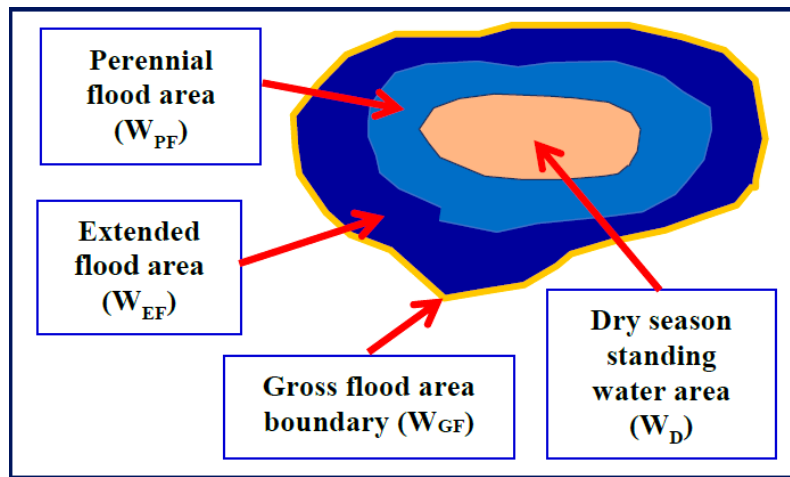 Perennial
flood area
(WPF)
Extended
flood area
(WEF)
Gross flood area
boundary (WGF)
Dry season
standing
water area
(WD)